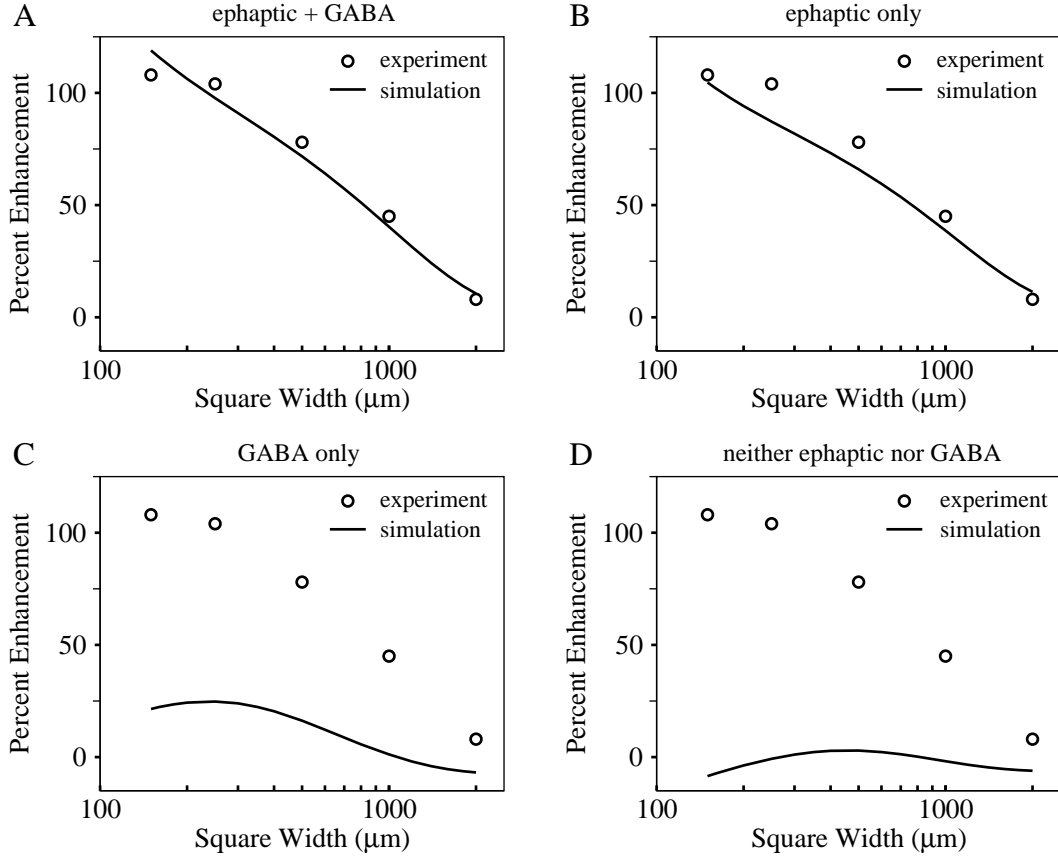 A
ephaptic + GABA
experiment
simulation
100
50
0
Percent Enhancement
100
1000
Square Width (μm)
B
ephaptic only
experiment
simulation
100
50
0
Percent Enhancement
100
1000
Square Width (μm)
C
GABA only
experiment
simulation
100
50
0
Percent Enhancement
100
1000
Square Width (μm)
D
neither ephaptic nor GABA
experiment
simulation
100
50
0
Percent Enhancement
100
1000
Square Width (μm)